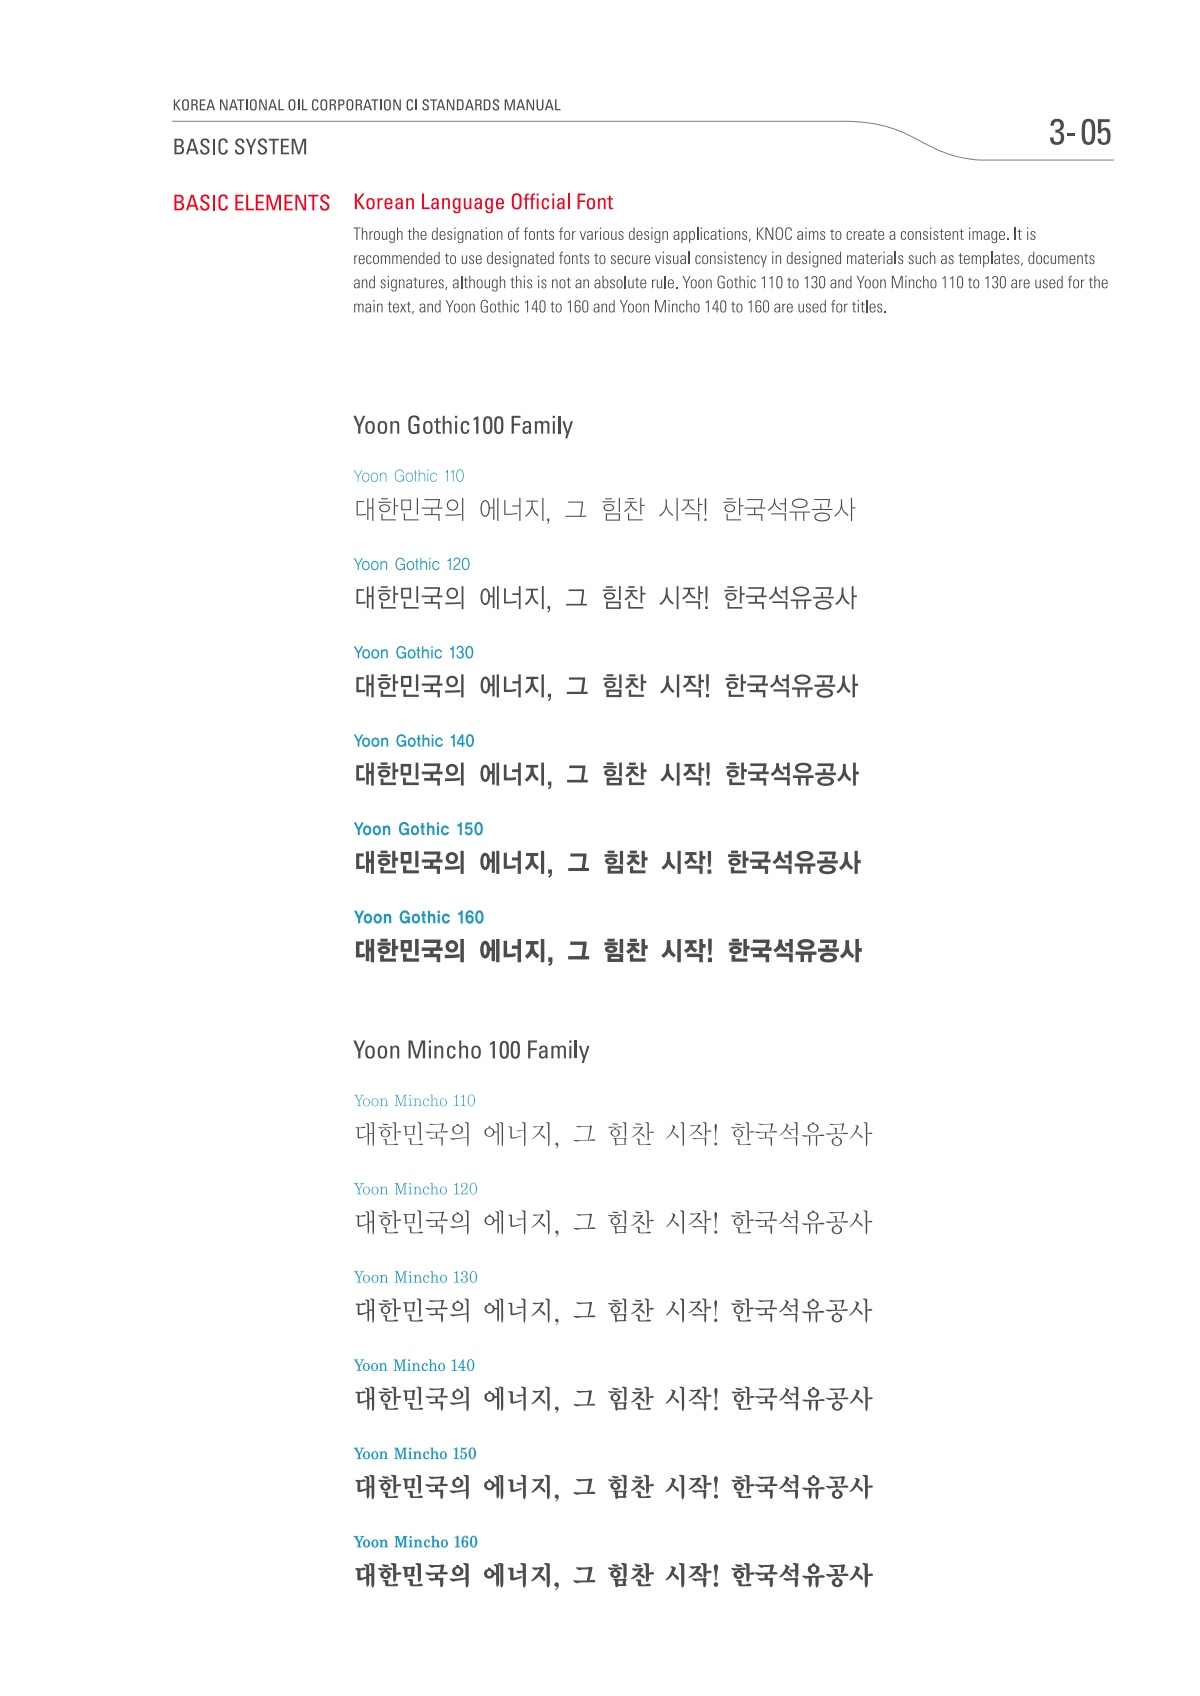 KOREA NATIONAL OIL CORPORATION CI STANDARDS MANUAL
3-05
BASIC SYSTEM
BASIC ELEMENTS
Korean Language Official Font
Through the designation of fonts for various design applications, KNOC aims to create a consistent image. It is
recommended to use designated fonts to secure visual consistency in designed materials such as templates, documents
and signatures, although this is not an absolute rule. Yoon Gothic 110 to 130 and Yoon Mincho 110 to 130 are used for the
main text, and Yoon Gothic 140 to 160 and Yoon Mincho 140 to 160 are used for titles.
Yoon Gothic100 Family
Yoon Gothic 110
대한민국의 에너지, 그 힘찬 시작! 한국석유공사
Yoon Gothic 120
대한민국의 에너지, 그 힘찬 시작! 한국석유공사
Yoon Gothic 130
대한민국의 에너지, 그 힘찬 시작! 한국석유공사
Yoon Gothic 140
대한민국의 에너지, 그 힘찬 시작! 한국석유공사
Yoon Gothic 150
대한민국의 에너지, 그 힘찬 시작! 한국석유공사
Yoon Gothic 160
대한민국의 에너지, 그 힘찬 시작! 한국석유공사
Yoon Mincho 100 Family
Yoon Mincho 110
대한민국의 에너지, 그 힘찬 시작! 한국석유공사
Yoon Mincho 120
대한민국의 에너지, 그 힘찬 시작! 한국석유공사
Yoon Mincho 130
대한민국의 에너지, 그 힘찬 시작! 한국석유공사
Yoon Mincho 140
대한민국의 에너지, 그 힘찬 시작! 한국석유공사
Yoon Mincho 150
대한민국의 에너지, 그 힘찬 시작! 한국석유공사
Yoon Mincho 160
대한민국의 에너지, 그 힘찬 시작! 한국석유공사